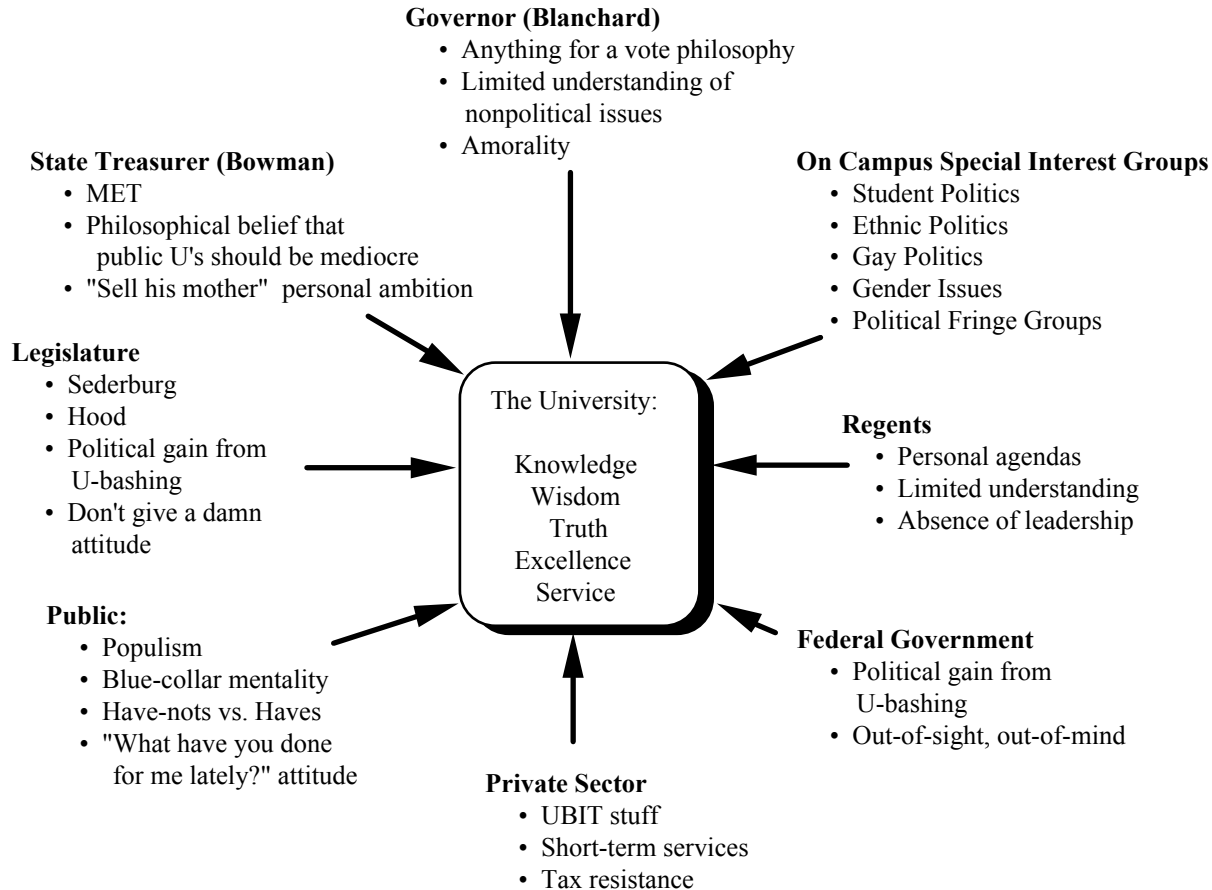 Governor (Blanchard)
• Anything for a vote philosophy
• Limited understanding of
nonpolitical issues
• Amorality
State Treasurer (Bowman)
• MET
• Philosophical belief that
public U's should be mediocre
• "Sell his mother" personal ambition
On Campus Special Interest Groups
• Student Politics
• Ethnic Politics
• Gay Politics
• Gender Issues
• Political Fringe Groups
Legislature
• Sederburg
• Hood
• Political gain from
U-bashing
• Don't give a damn
attitude
The University:
Knowledge
Wisdom
Truth
Excellence
Service
Regents
• Personal agendas
• Limited understanding
• Absence of leadership
Public:
• Populism
• Blue-collar mentality
• Have-nots vs. Haves
• "What have you done
for me lately?" attitude
Federal Government
• Political gain from
U-bashing
• Out-of-sight, out-of-mind
Private Sector
• UBIT stuff
• Short-term services
• Tax resistance